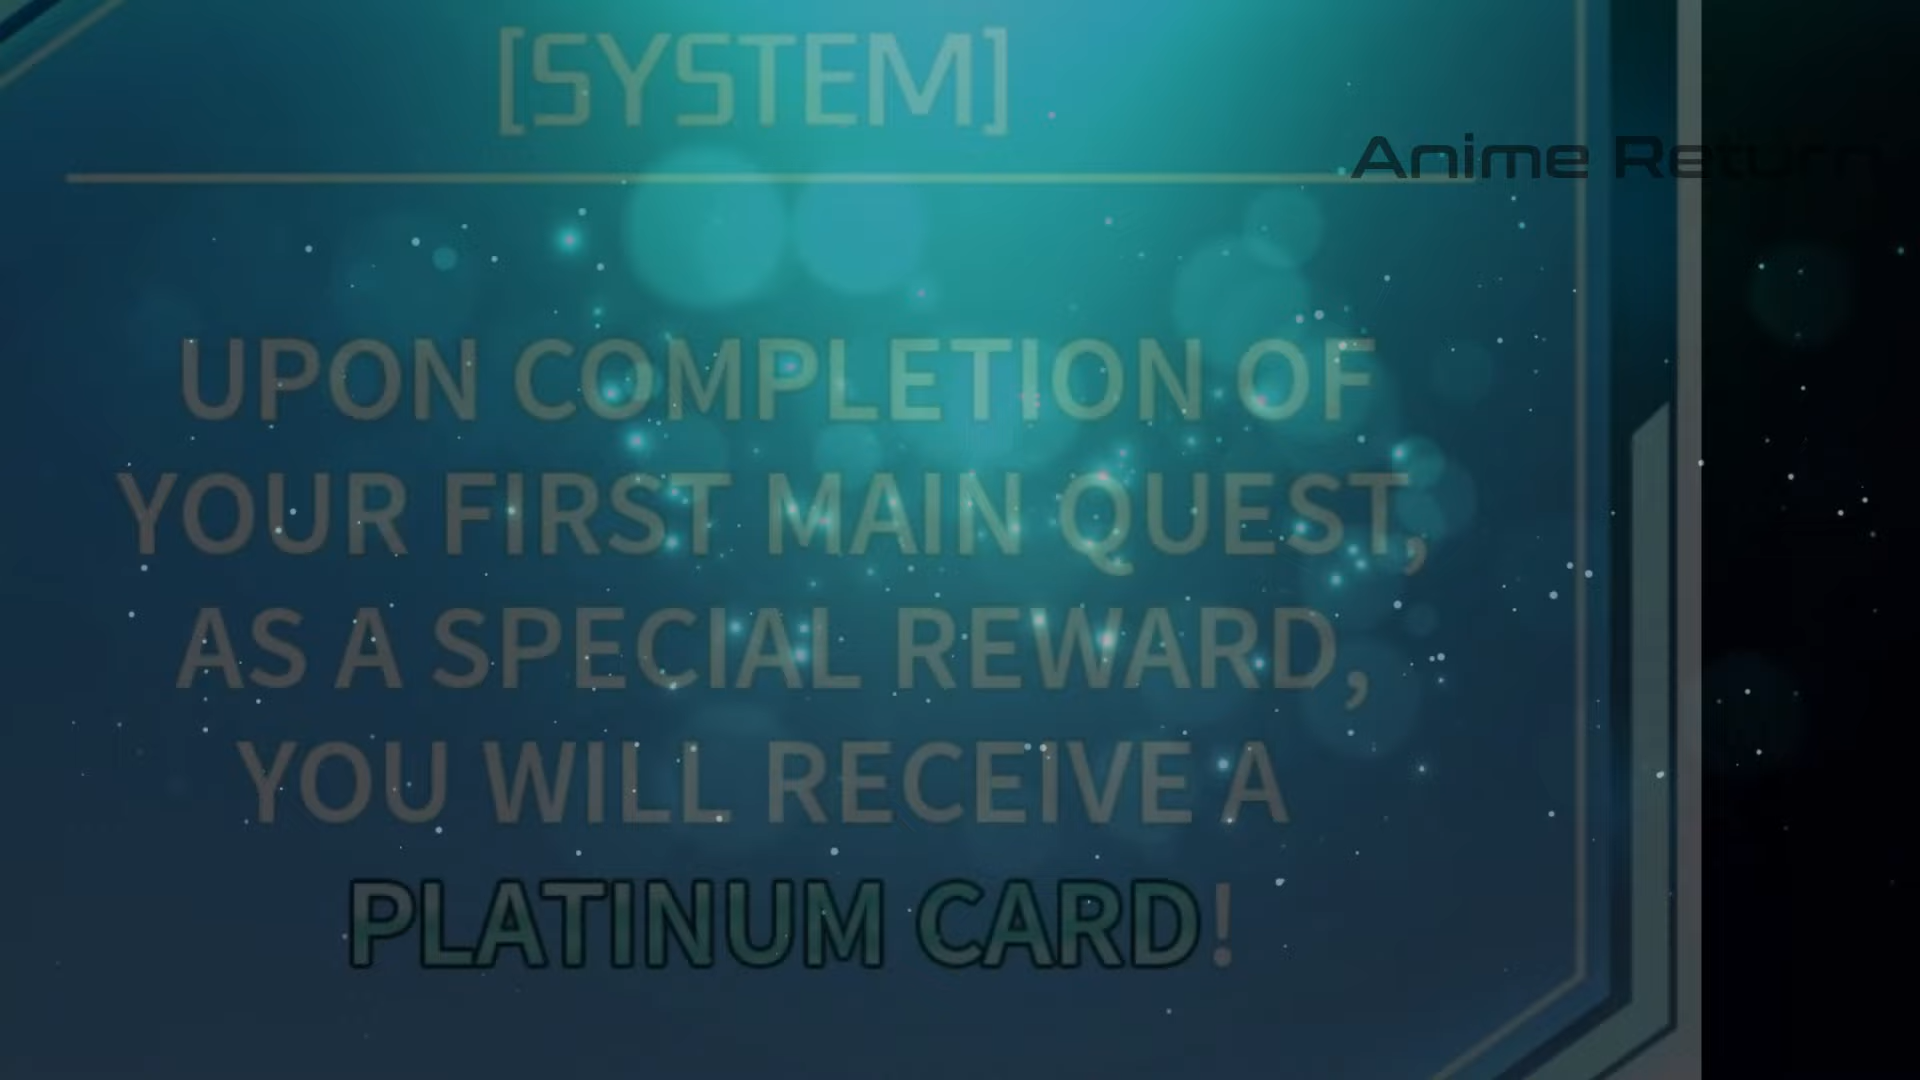 [SYSTEM]
Anime Return
UPON COMPLETION OF
YOUR FIRST MAIN QUEST,
AS A SPECIAL REWARD,
YOU WILL RECEIVE A
PLATINUM CARD!